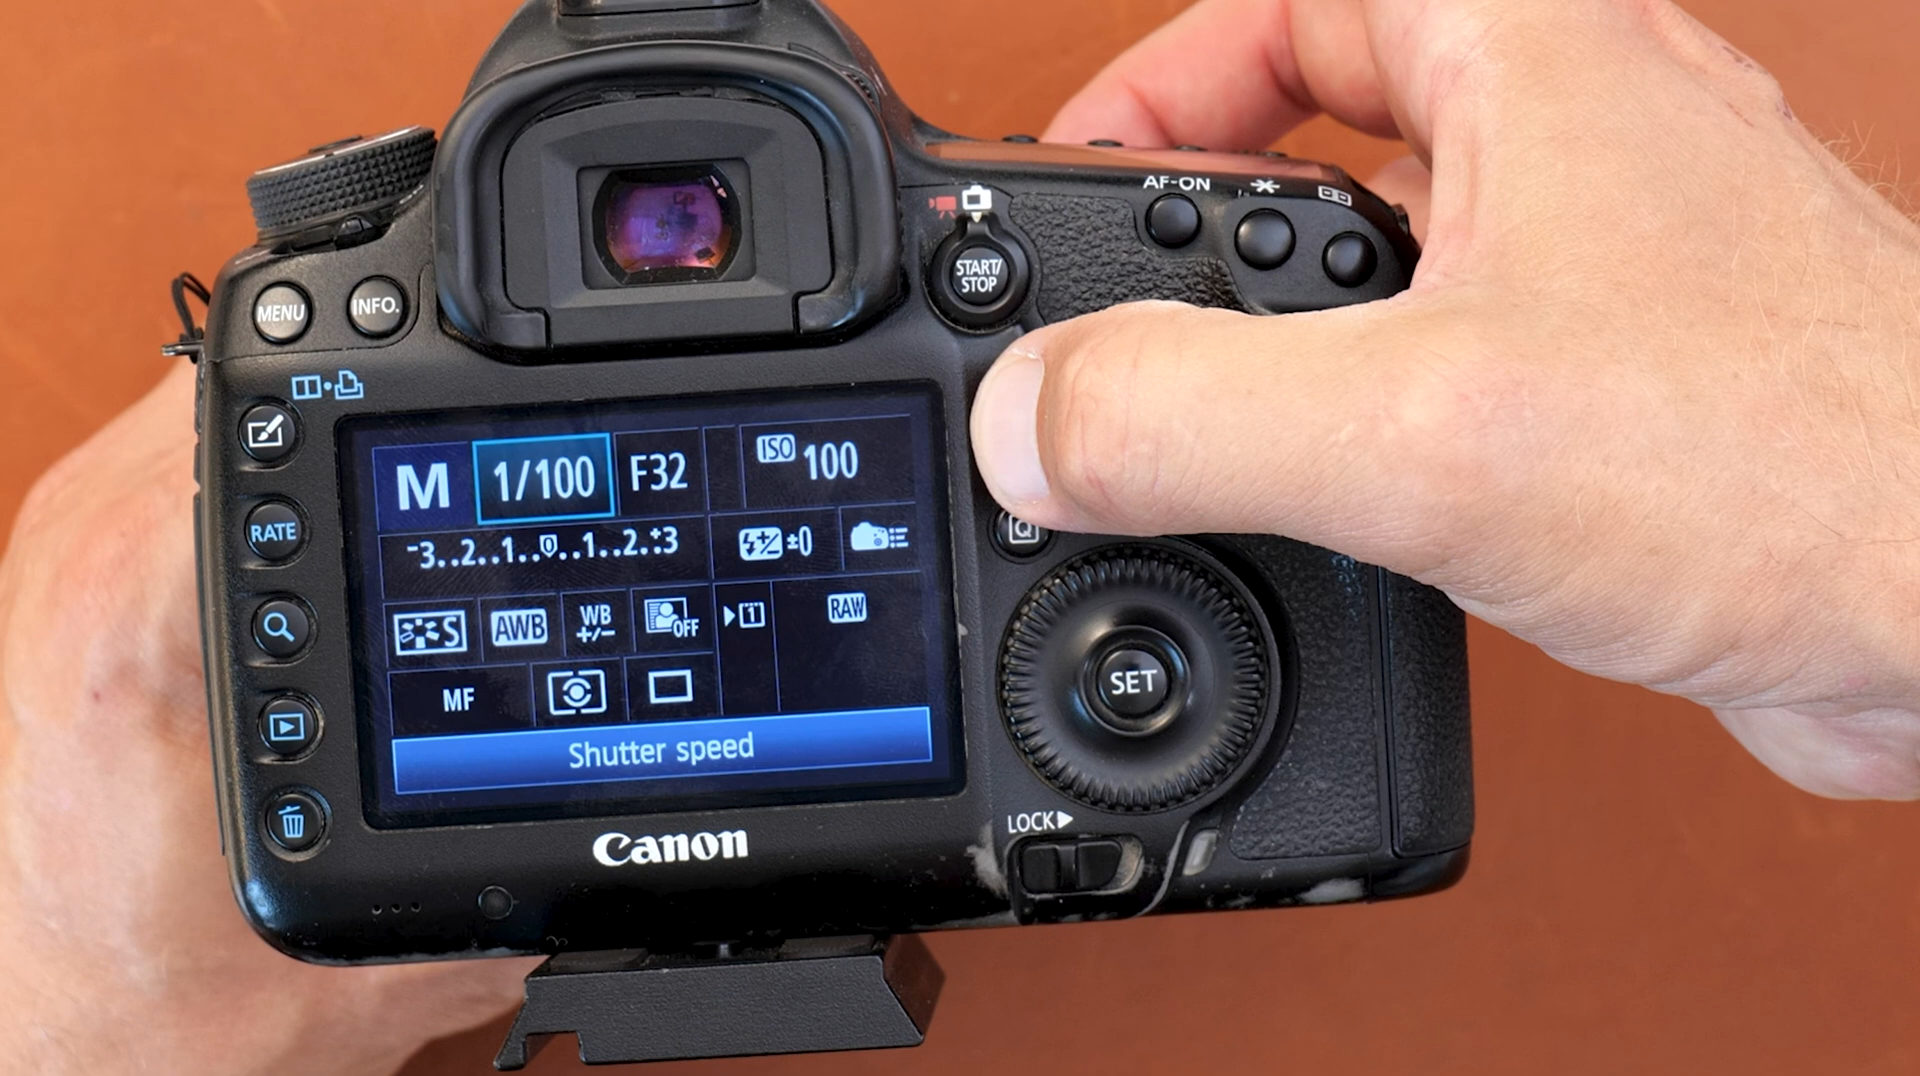 AF-ON
START/
STOP
MENU
INFO.
RATE
M 1/100 F32 ISO 100
-3..2..1..0..1..2.+3 ±0
S AWB WB +/- OFF 1 RAW
MF
Shutter speed
Q
SET
LOCK▶
Canon